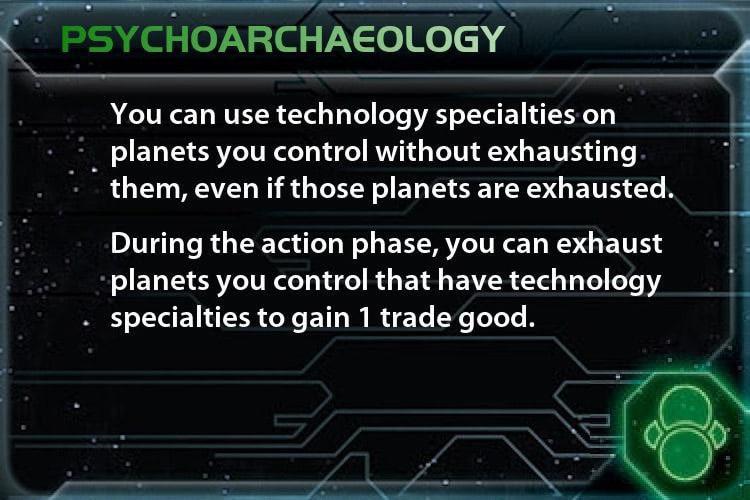 PSYCHOARCHAEOLOGY
You can use technology specialties on
planets you control without exhausting
them, even if those planets are exhausted.
During the action phase, you can exhaust
planets you control that have technology
specialties to gain 1 trade good.